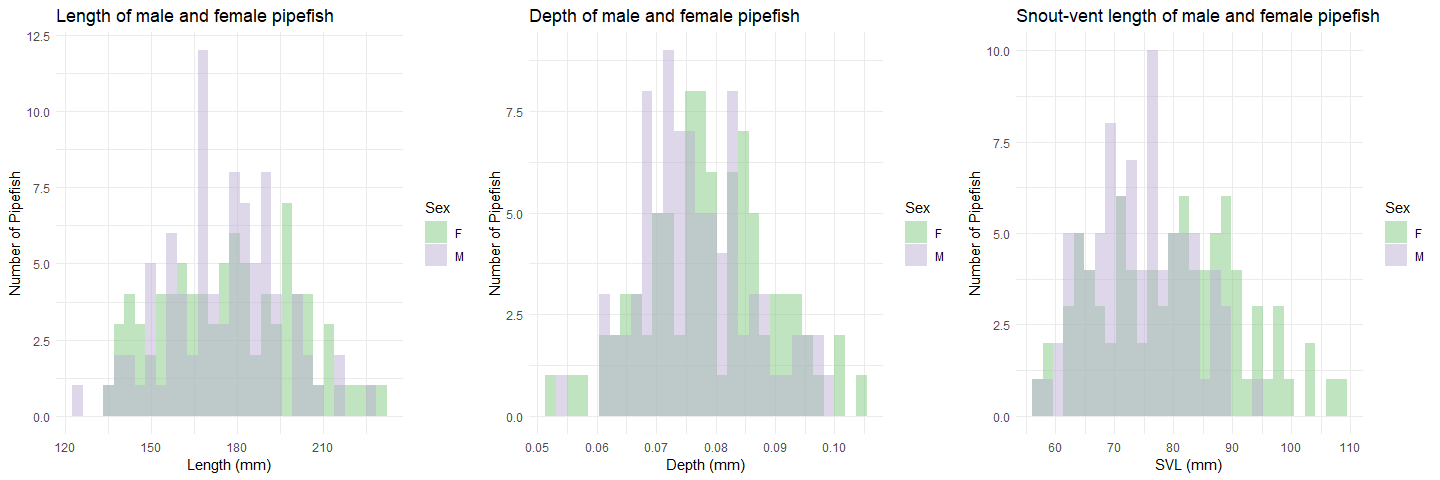 Length of male and female pipefish
Number of Pipefish
12.5
10.0
7.5
5.0
2.5
0.0
120 150 180 210
Length (mm)
Sex
F
M
Depth of male and female pipefish
Number of Pipefish
7.5
5.0
2.5
0.0
0.05 0.06 0.07 0.08 0.09 0.10
Depth (mm)
Sex
F
M
Snout-vent length of male and female pipefish
Number of Pipefish
10.0
7.5
5.0
2.5
0.0
60 70 80 90 100 110
SVL (mm)
Sex
F
M